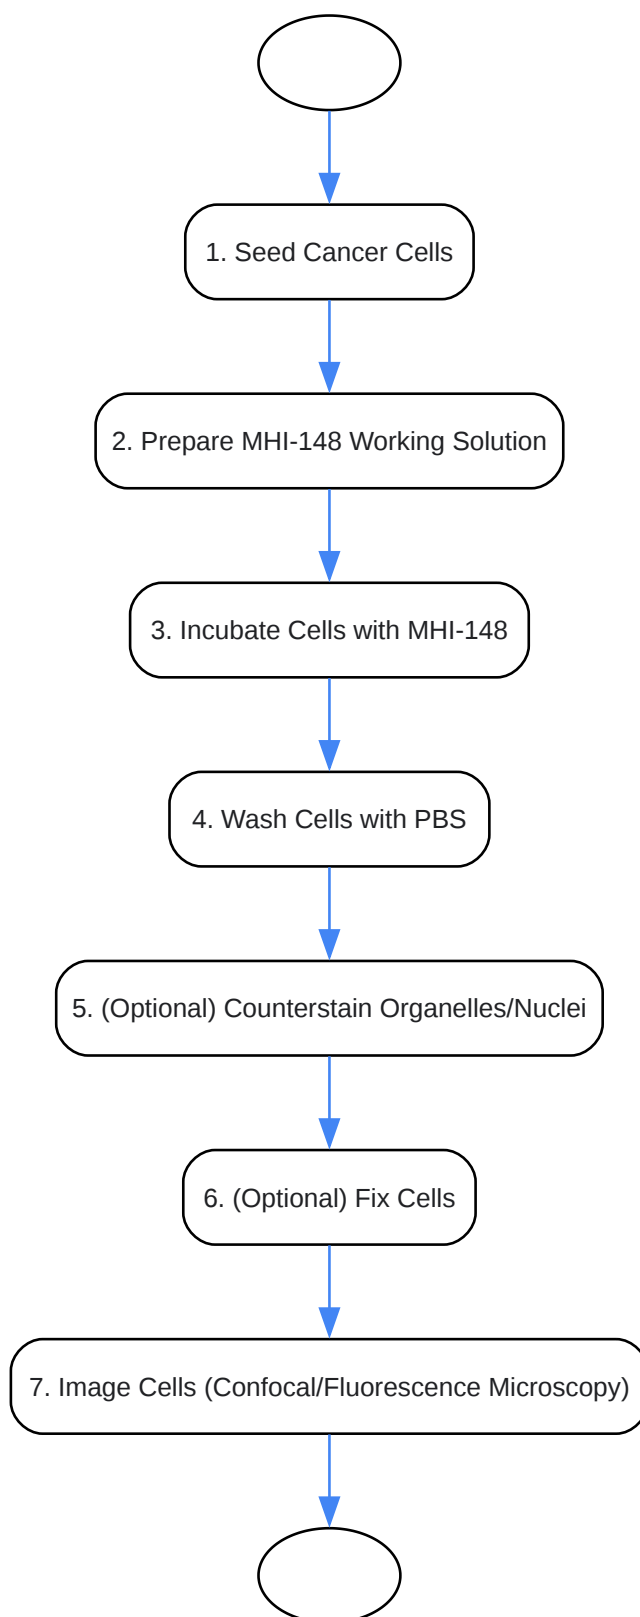 1. Seed Cancer Cells
2. Prepare MHI-148 Working Solution
3. Incubate Cells with MHI-148
4. Wash Cells with PBS
5. (Optional) Counterstain Organelles/Nuclei
6. (Optional) Fix Cells
7. Image Cells (Confocal/Fluorescence Microscopy)